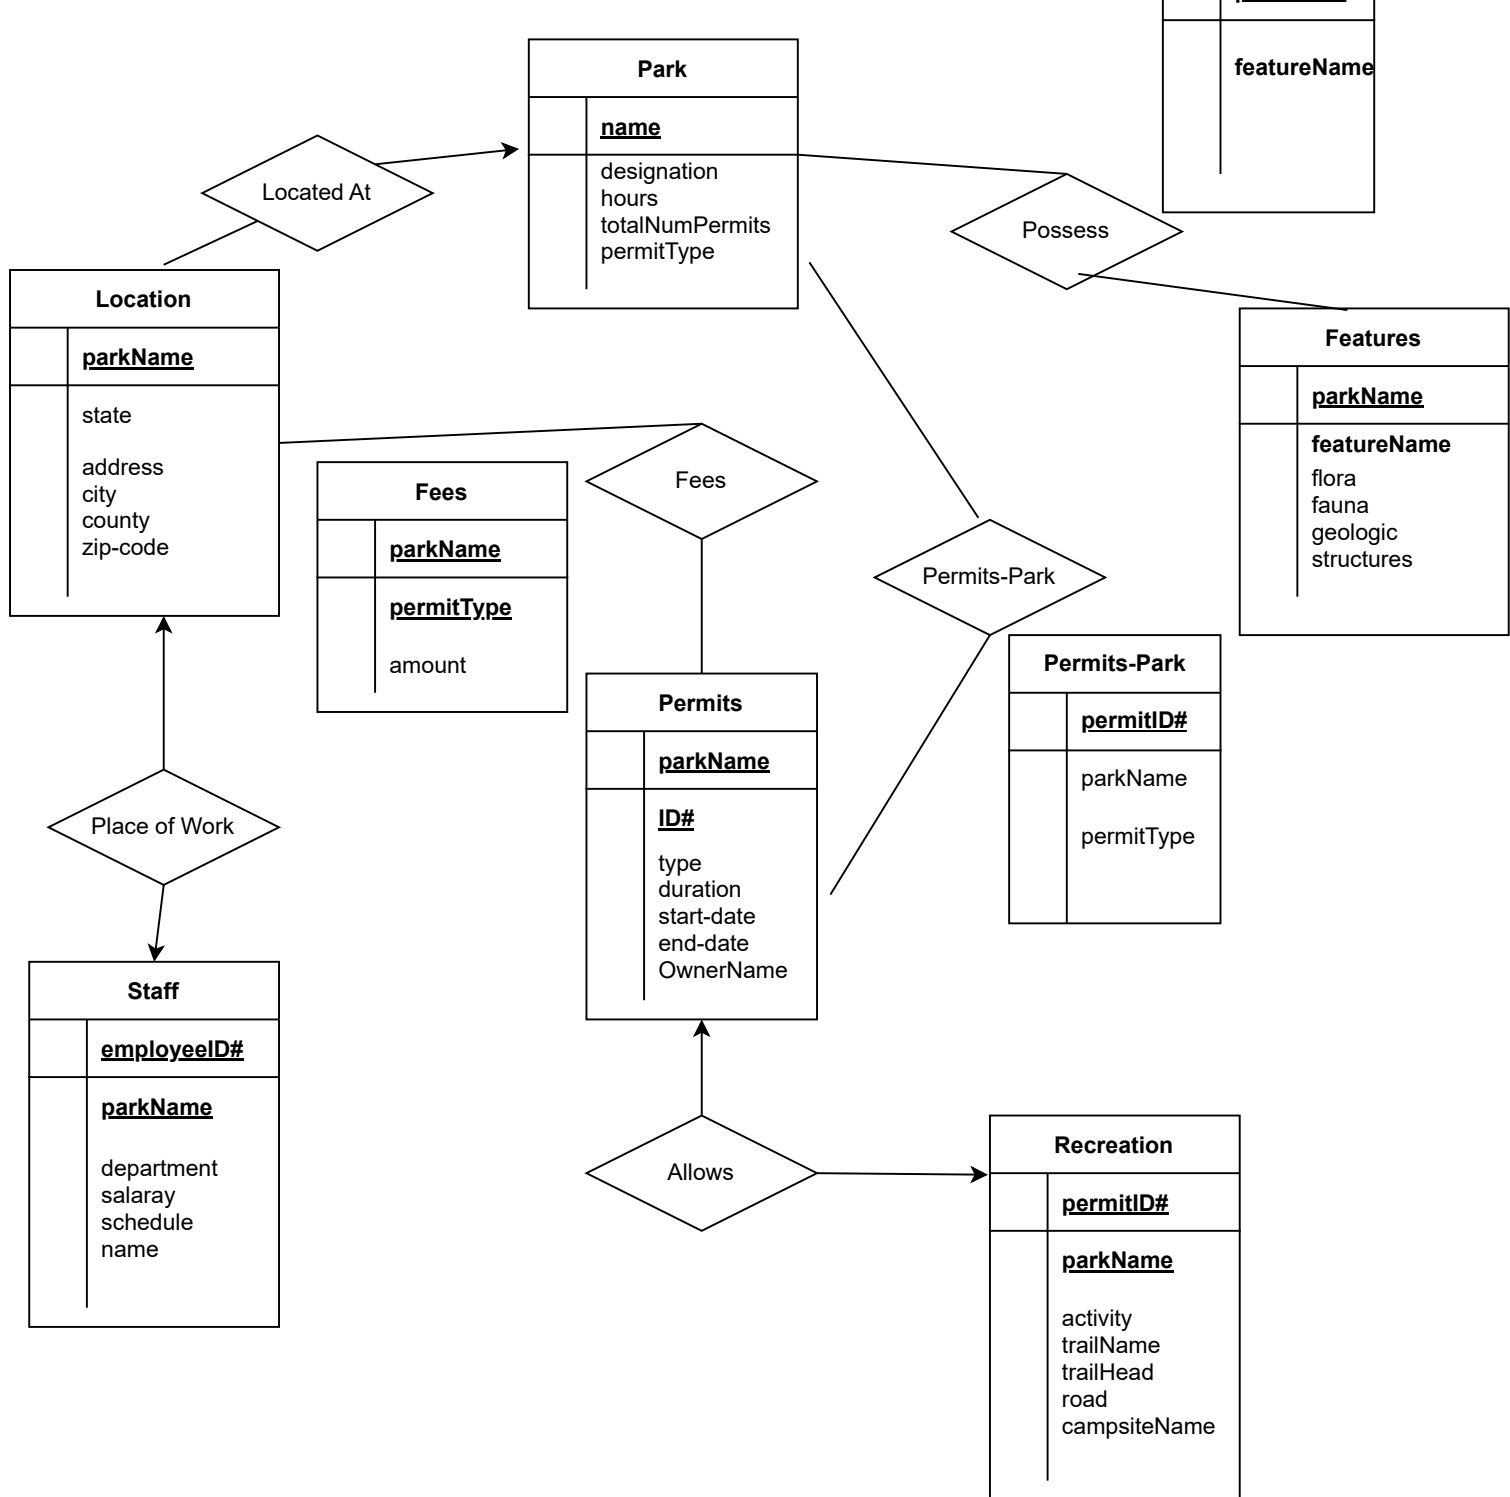 featureName
Park
name
designation
hours
totalNumPermits
permitType
Located At
Possess
Location
parkName
state
address
city
county
zip-code
Features
parkName
featureName
flora
fauna
geologic
structures
Fees
parkName
permitType
amount
Fees
Permits-Park
Permits-Park
permitID#
parkName
permitType
Permits
parkName
ID#
type
duration
start-date
end-date
OwnerName
Place of Work
Staff
employeeID#
parkName
department
salaray
schedule
name
Allows
Recreation
permitID#
parkName
activity
trailName
trailHead
road
campsiteName